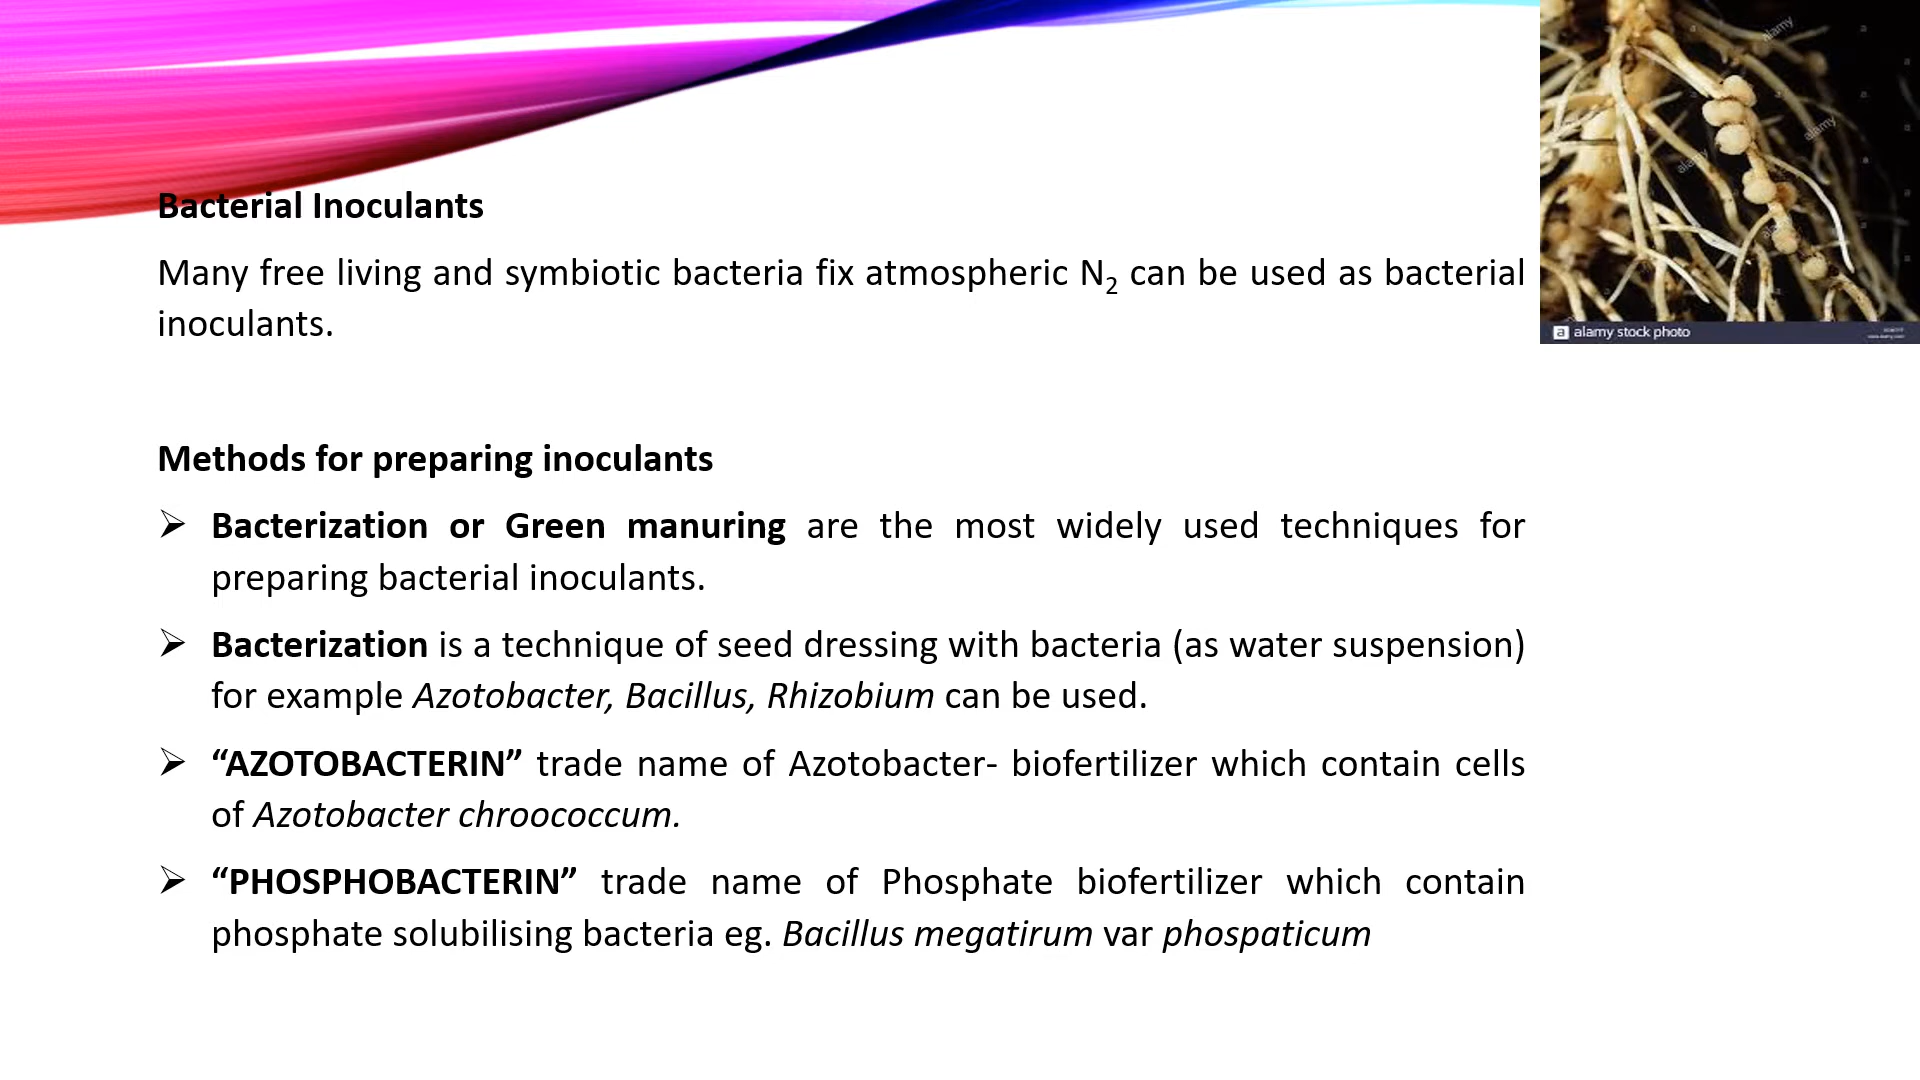 Bacterial Inoculants
Many free living and symbiotic bacteria fix atmospheric N₂ can be used as bacterial
inoculants.
alamy
alamy
alamy
a alamy stock photo
Methods for preparing inoculants
➢ Bacterization or Green manuring are the most widely used techniques for
preparing bacterial inoculants.
➢ Bacterization is a technique of seed dressing with bacteria (as water suspension)
for example Azotobacter, Bacillus, Rhizobium can be used.
➢ “AZOTOBACTERIN” trade name of Azotobacter- biofertilizer which contain cells
of Azotobacter chroococcum.
➢ “PHOSPHOBACTERIN” trade name of Phosphate biofertilizer which contain
phosphate solubilising bacteria eg. Bacillus megatirum var phospaticum